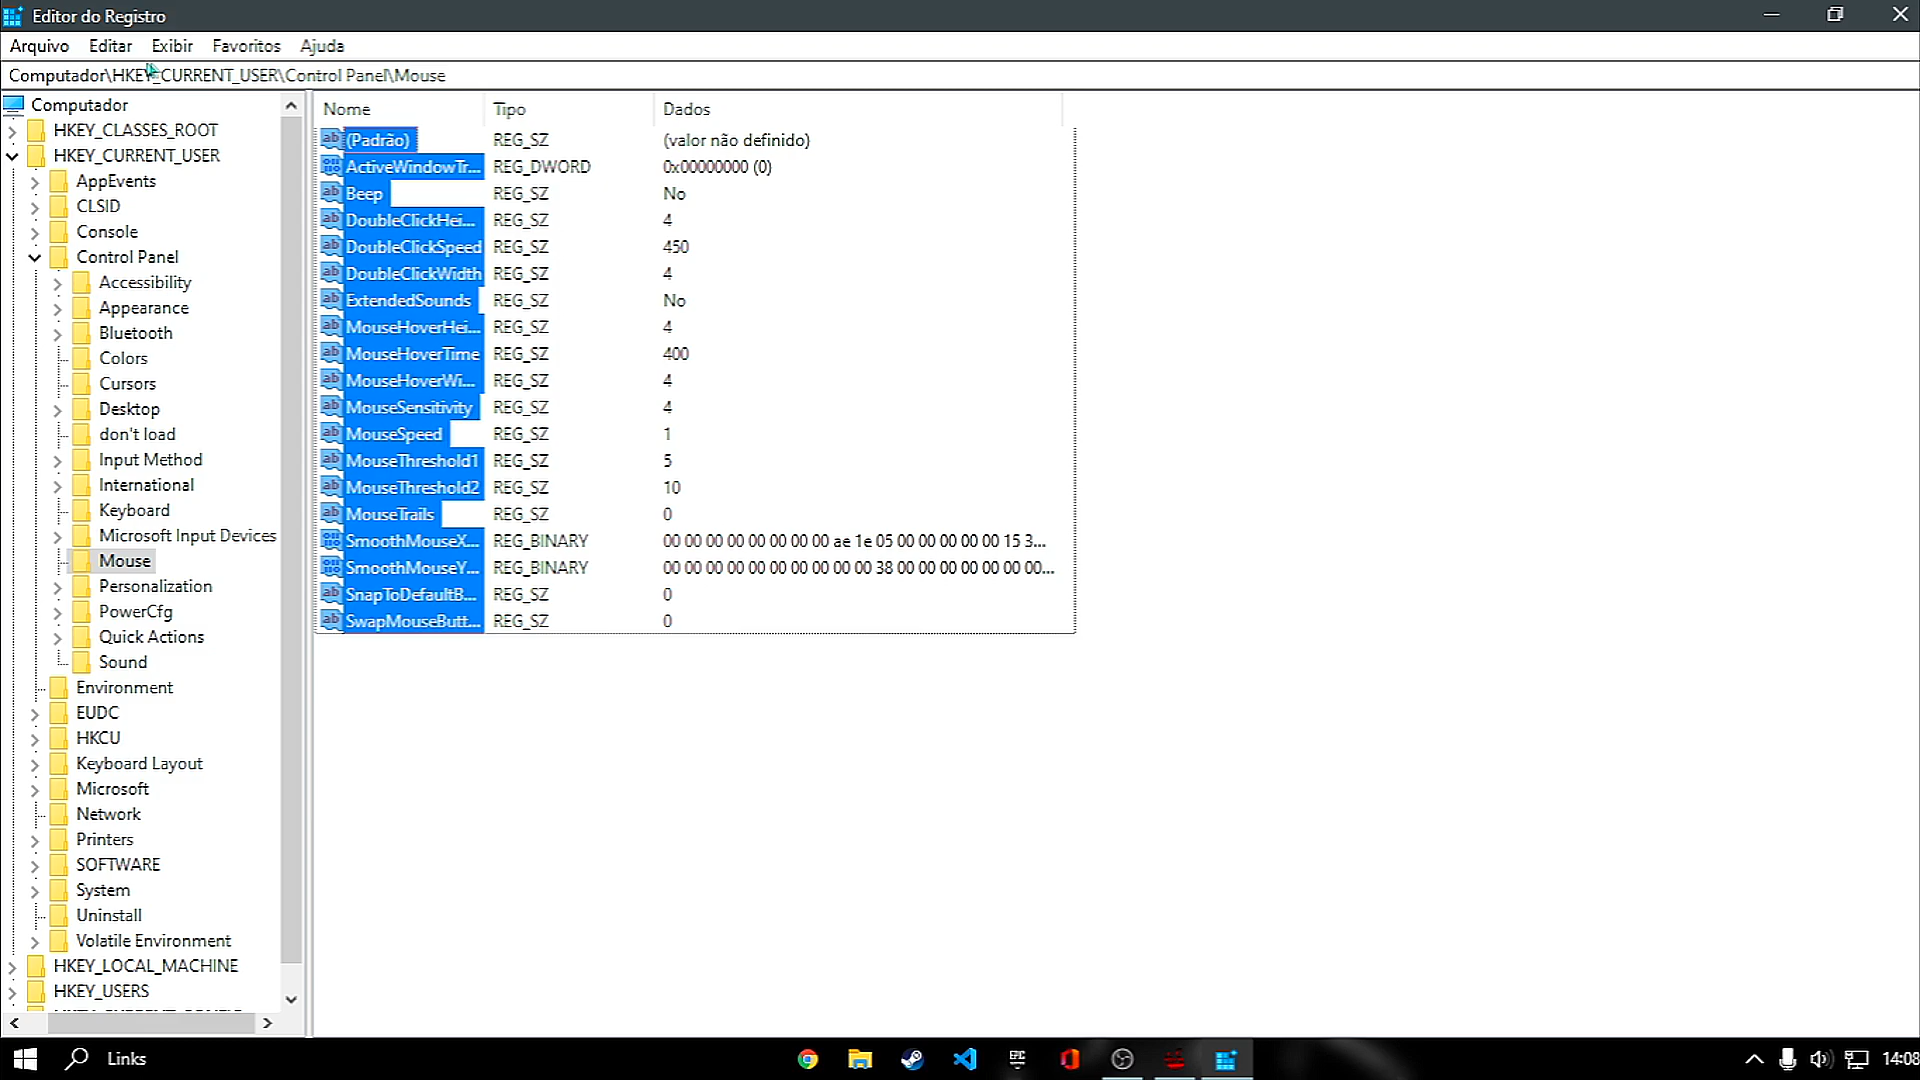 Editor do Registro
Arquivo Editar Exibir Favoritos Ajuda
Computador\HKEY_CURRENT_USER\Control Panel\Mouse
Computador
HKEY_CLASSES_ROOT
HKEY_CURRENT_USER
AppEvents
CLSID
Console
Control Panel
Accessibility
Appearance
Bluetooth
Colors
Cursors
Desktop
don't load
Input Method
International
Keyboard
Microsoft Input Devices
Mouse
Personalization
PowerCfg
Quick Actions
Sound
Environment
EUDC
HKCU
Keyboard Layout
Microsoft
Network
Printers
SOFTWARE
System
Uninstall
Volatile Environment
HKEY_LOCAL_MACHINE
HKEY_USERS
Nome Tipo Dados
(Padrão) REG_SZ (valor não definido)
ActiveWindowTr... REG_DWORD 0x00000000 (0)
Beep REG_SZ No
DoubleClickHei... REG_SZ 4
DoubleClickSpeed REG_SZ 450
DoubleClickWidth REG_SZ 4
ExtendedSounds REG_SZ No
MouseHoverHei... REG_SZ 4
MouseHoverTime REG_SZ 400
MouseHoverWi... REG_SZ 4
MouseSensitivity REG_SZ 4
MouseSpeed REG_SZ 1
MouseThreshold1 REG_SZ 5
MouseThreshold2 REG_SZ 10
MouseTrails REG_SZ 0
SmoothMouseX... REG_BINARY 00 00 00 00 00 00 00 00 ae 1e 05 00 00 00 00 00 15 3...
SmoothMouseY... REG_BINARY 00 00 00 00 00 00 00 00 00 00 38 00 00 00 00 00 00 00...
SnapToDefaultB... REG_SZ 0
SwapMouseButt... REG_SZ 0
Links
EPIC
14:08